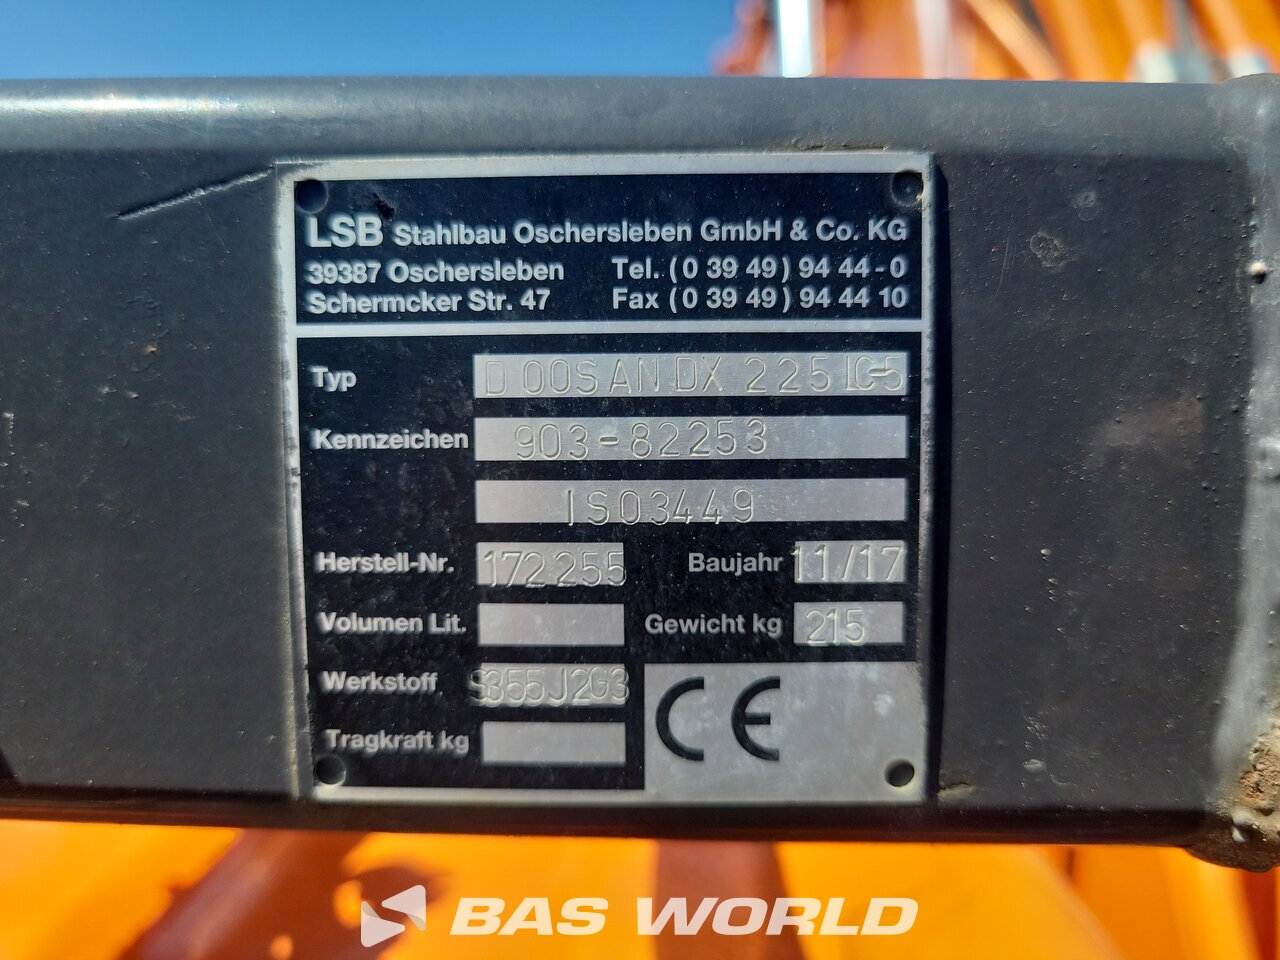 LSB Stahlbau Oschersleben GmbH & Co. KG
39387 Oschersleben Tel. (0 39 49) 94 44-0
Schermcker Str. 47 Fax (0 39 49) 94 44 10
Typ DOOSAN DX 225 LC-5
Kennzeichen 903-82253
ISO3449
Herstell-Nr. 172255 Baujahr 11/17
Volumen Lit. Gewicht kg 215
Werkstoff S355J2G3
Tragkraft kg CE
BAS WORLD